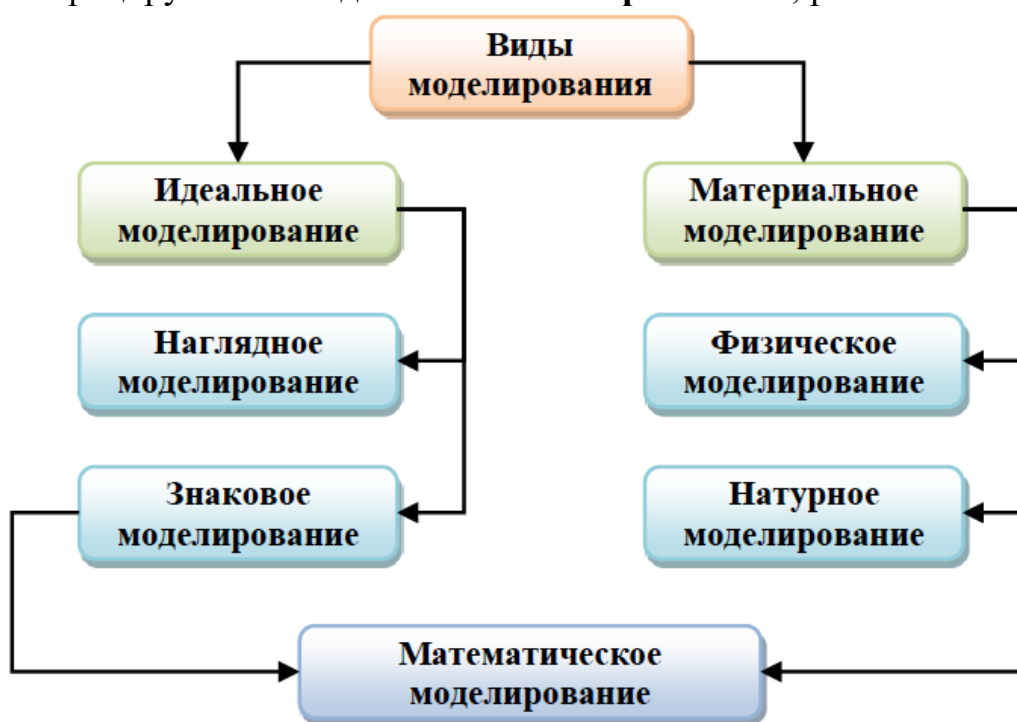 Виды
моделирования
Идеальное
моделирование
Материальное
моделирование
Наглядное
моделирование
Физическое
моделирование
Знаковое
моделирование
Натурное
моделирование
Математическое
моделирование